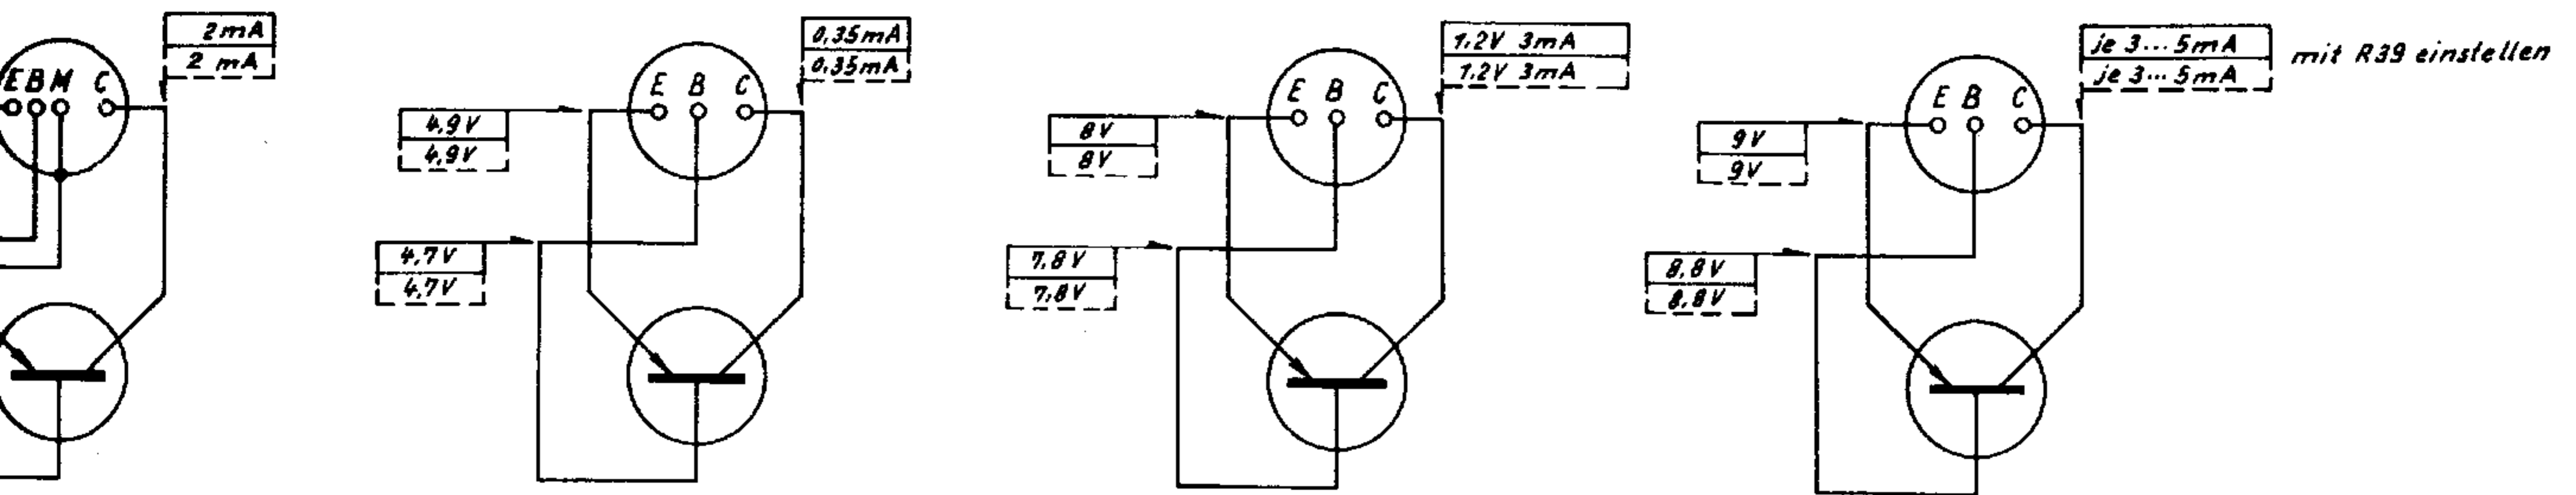 2mA
2 mA
E B M C
0,35mA
0,35mA
E B C
4,9V
4,9V
4,7V
4,7V
1,2V 3mA
1,2V 3mA
E B C
8V
8V
7,8V
7,8V
je 3... 5mA
je 3... 5mA
mit R39 einstellen
E B C
9V
9V
8,8V
8,8V